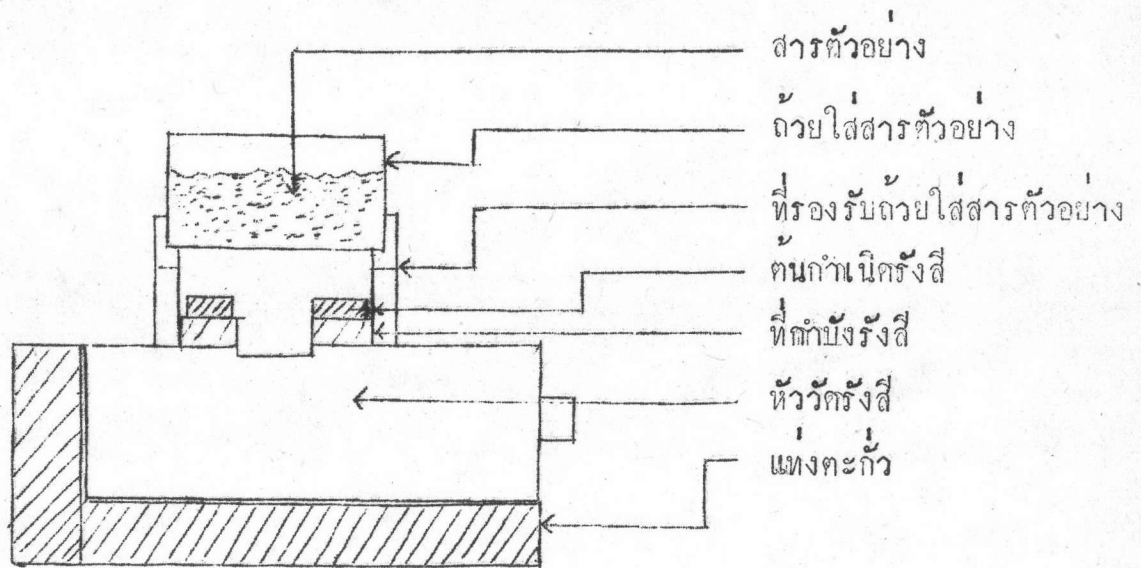 สารตัวอย่าง
ถ้วยใส่สารตัวอย่าง
ที่รองรับถ้วยใส่สารตัวอย่าง
ต้นกำเนิดรังสี
ที่กำบังรังสี
หัววัดรังสี
แท่งตะกั่ว